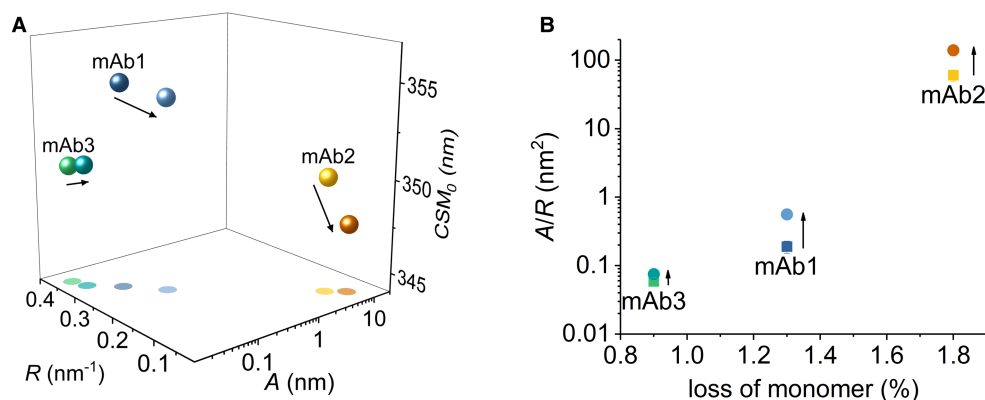 A
mAb1
mAb3
mAb2
355
350
345
CSM₀ (nm)
0.4
0.3
0.2
0.1
R (nm⁻¹)
0.1
1
10
A (nm)
B
100
10
1
0.1
0.01
A/R (nm²)
mAb2
mAb1
mAb3
0.8 1.0 1.2 1.4 1.6 1.8
loss of monomer (%)